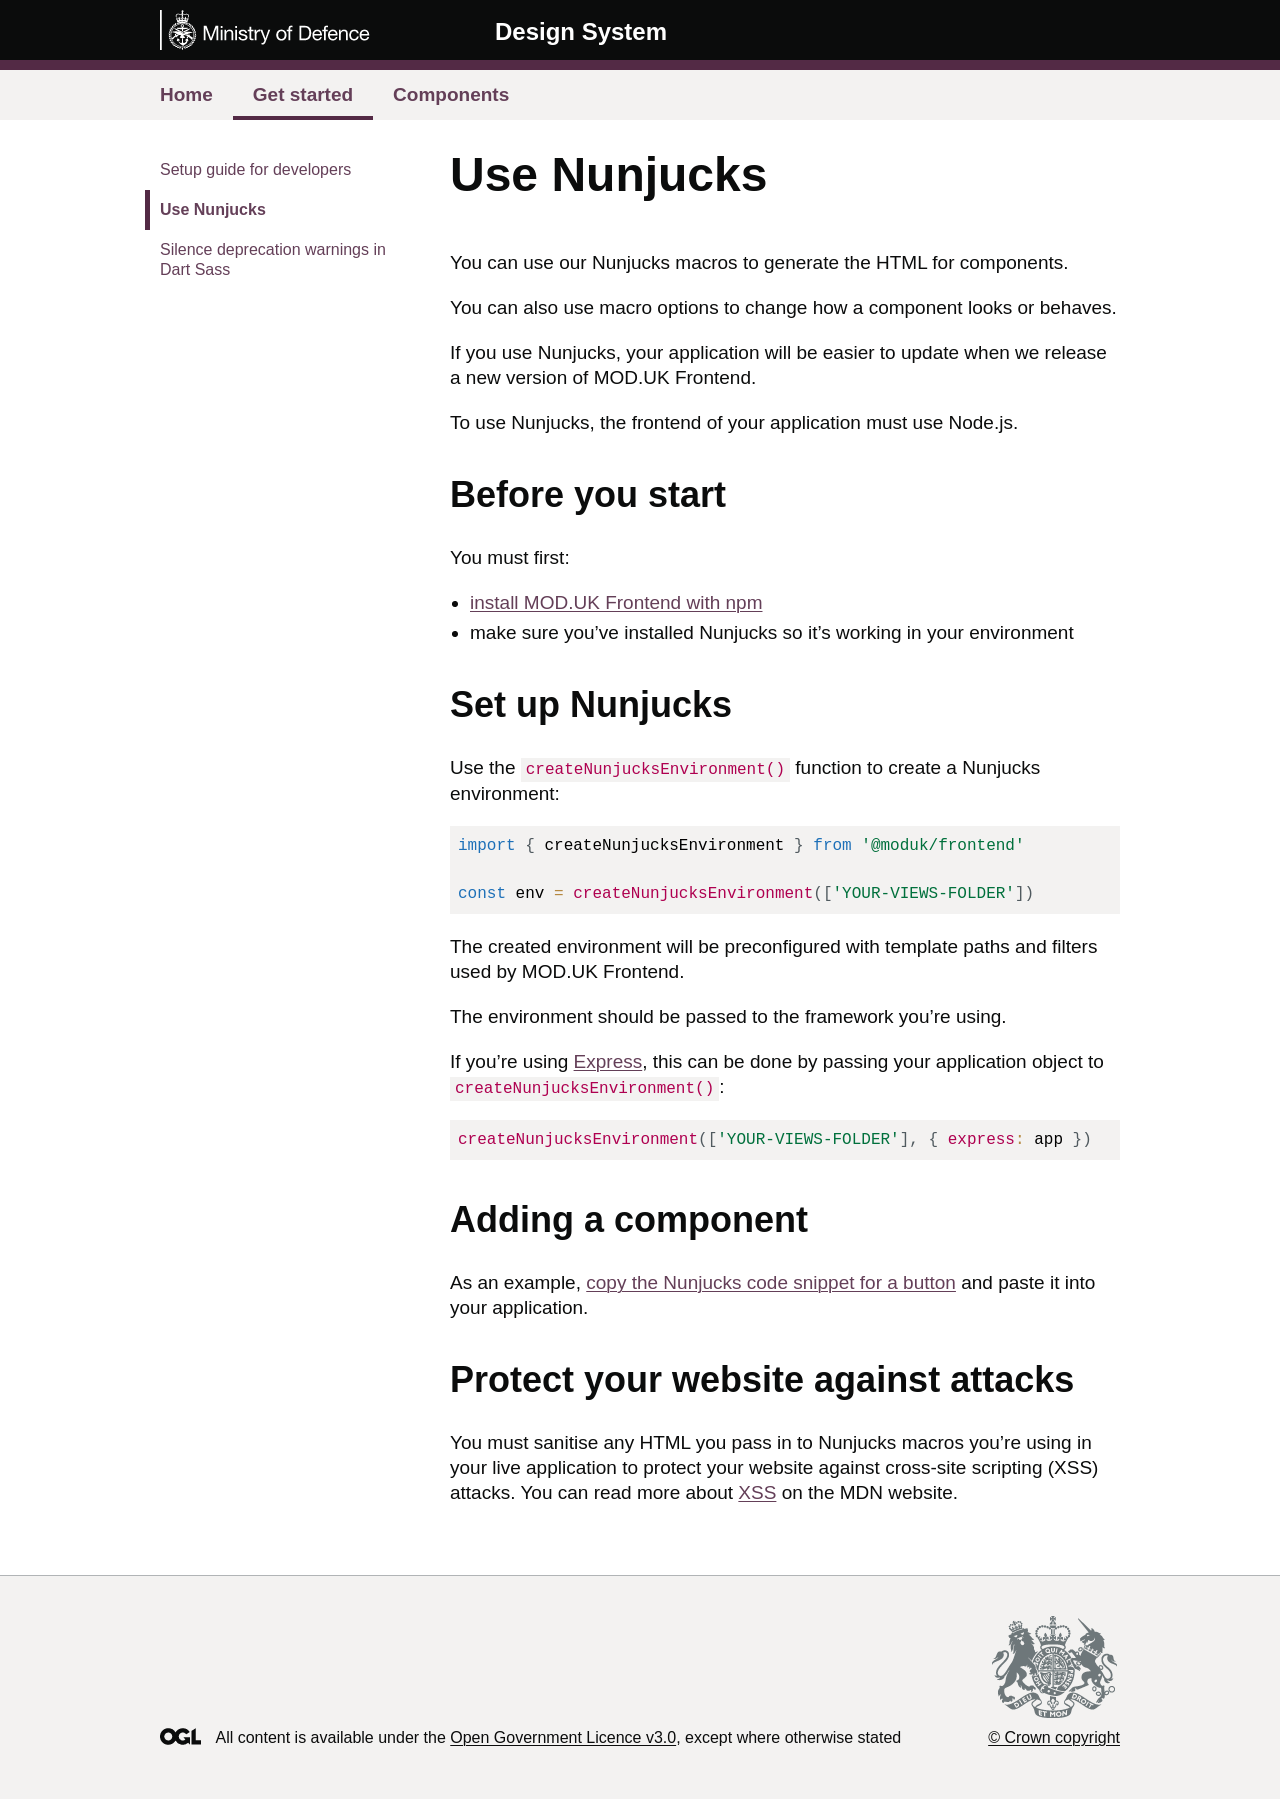 Ministry of Defence
Design System
Home
Get started
Components
Setup guide for developers
Use Nunjucks
Silence deprecation warnings in
Dart Sass
Use Nunjucks
You can use our Nunjucks macros to generate the HTML for components.
You can also use macro options to change how a component looks or behaves.
If you use Nunjucks, your application will be easier to update when we release
a new version of MOD.UK Frontend.
To use Nunjucks, the frontend of your application must use Node.js.
Before you start
You must first:
• install MOD.UK Frontend with npm
• make sure you’ve installed Nunjucks so it’s working in your environment
Set up Nunjucks
Use the createNunjucksEnvironment() function to create a Nunjucks
environment:
import { createNunjucksEnvironment } from '@moduk/frontend'
const env = createNunjucksEnvironment(['YOUR-VIEWS-FOLDER'])
The created environment will be preconfigured with template paths and filters
used by MOD.UK Frontend.
The environment should be passed to the framework you’re using.
If you’re using Express, this can be done by passing your application object to
createNunjucksEnvironment():
createNunjucksEnvironment(['YOUR-VIEWS-FOLDER'], { express: app })
Adding a component
As an example, copy the Nunjucks code snippet for a button and paste it into
your application.
Protect your website against attacks
You must sanitise any HTML you pass in to Nunjucks macros you’re using in
your live application to protect your website against cross-site scripting (XSS)
attacks. You can read more about XSS on the MDN website.
OGL All content is available under the Open Government Licence v3.0, except where otherwise stated
DIEU ET MON DROIT
© Crown copyright